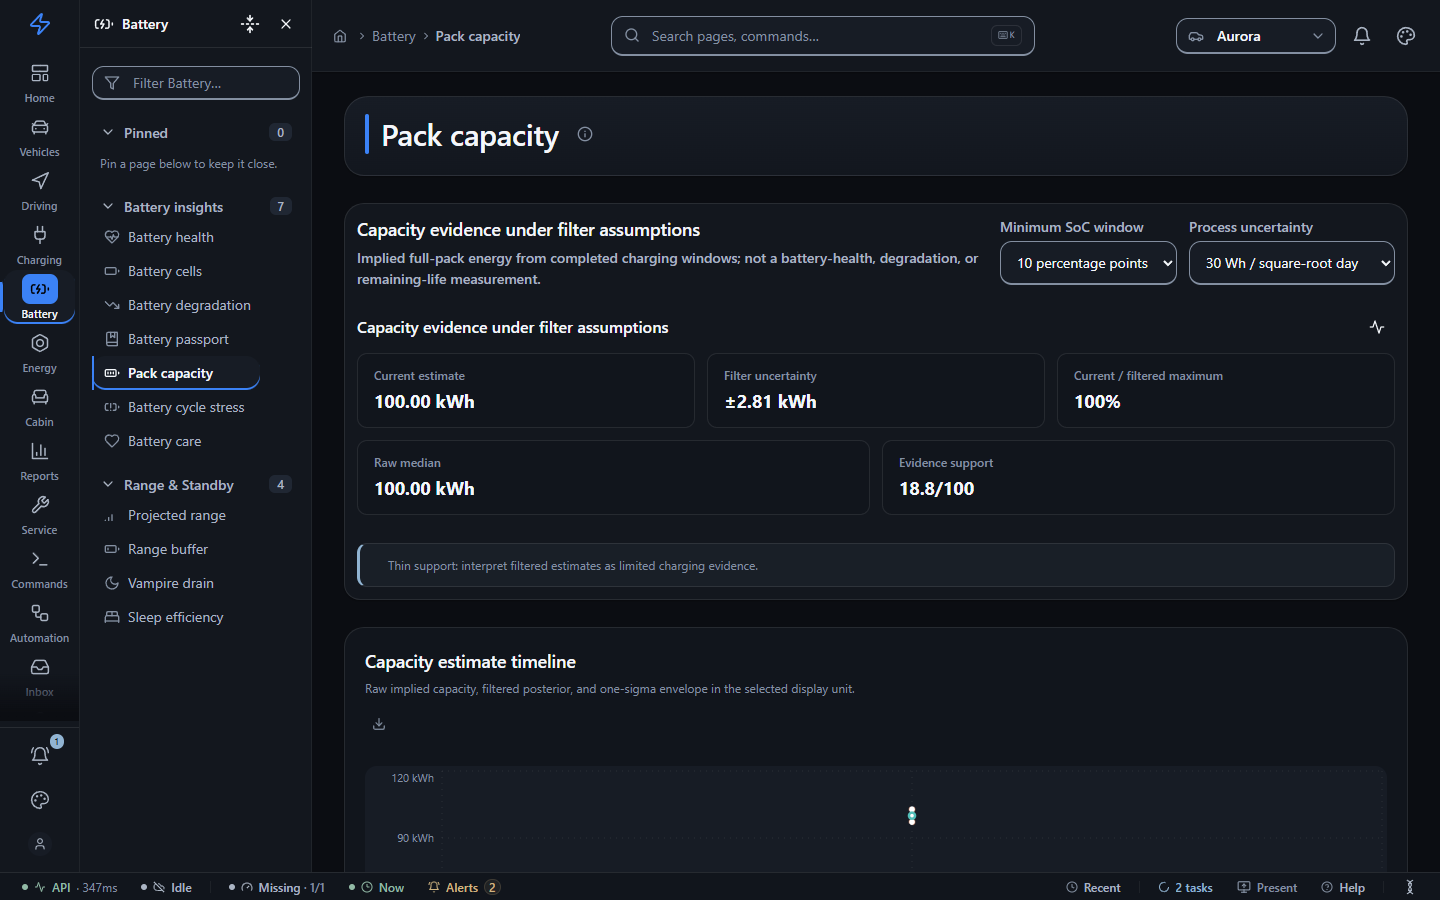 Battery
Home
Vehicles
Driving
Charging
Battery
Energy
Cabin
Reports
Service
Commands
Automation
Inbox
1
Filter Battery...
Pinned
0
Pin a page below to keep it close.
Battery insights
7
Battery health
Battery cells
Battery degradation
Battery passport
Pack capacity
Battery cycle stress
Battery care
Range & Standby
4
Projected range
Range buffer
Vampire drain
Sleep efficiency
Battery
Pack capacity
Search pages, commands...
K
Aurora
Pack capacity
Capacity evidence under filter assumptions
Implied full-pack energy from completed charging windows; not a battery-health, degradation, or
remaining-life measurement.
Minimum SoC window
10 percentage points
Process uncertainty
30 Wh / square-root day
Capacity evidence under filter assumptions
Current estimate
100.00 kWh
Filter uncertainty
±2.81 kWh
Current / filtered maximum
100%
Raw median
100.00 kWh
Evidence support
18.8/100
Thin support: interpret filtered estimates as limited charging evidence.
Capacity estimate timeline
Raw implied capacity, filtered posterior, and one-sigma envelope in the selected display unit.
120 kWh
90 kWh
API · 347ms
Idle
Missing · 1/1
Now
Alerts 2
Recent
2 tasks
Present
Help